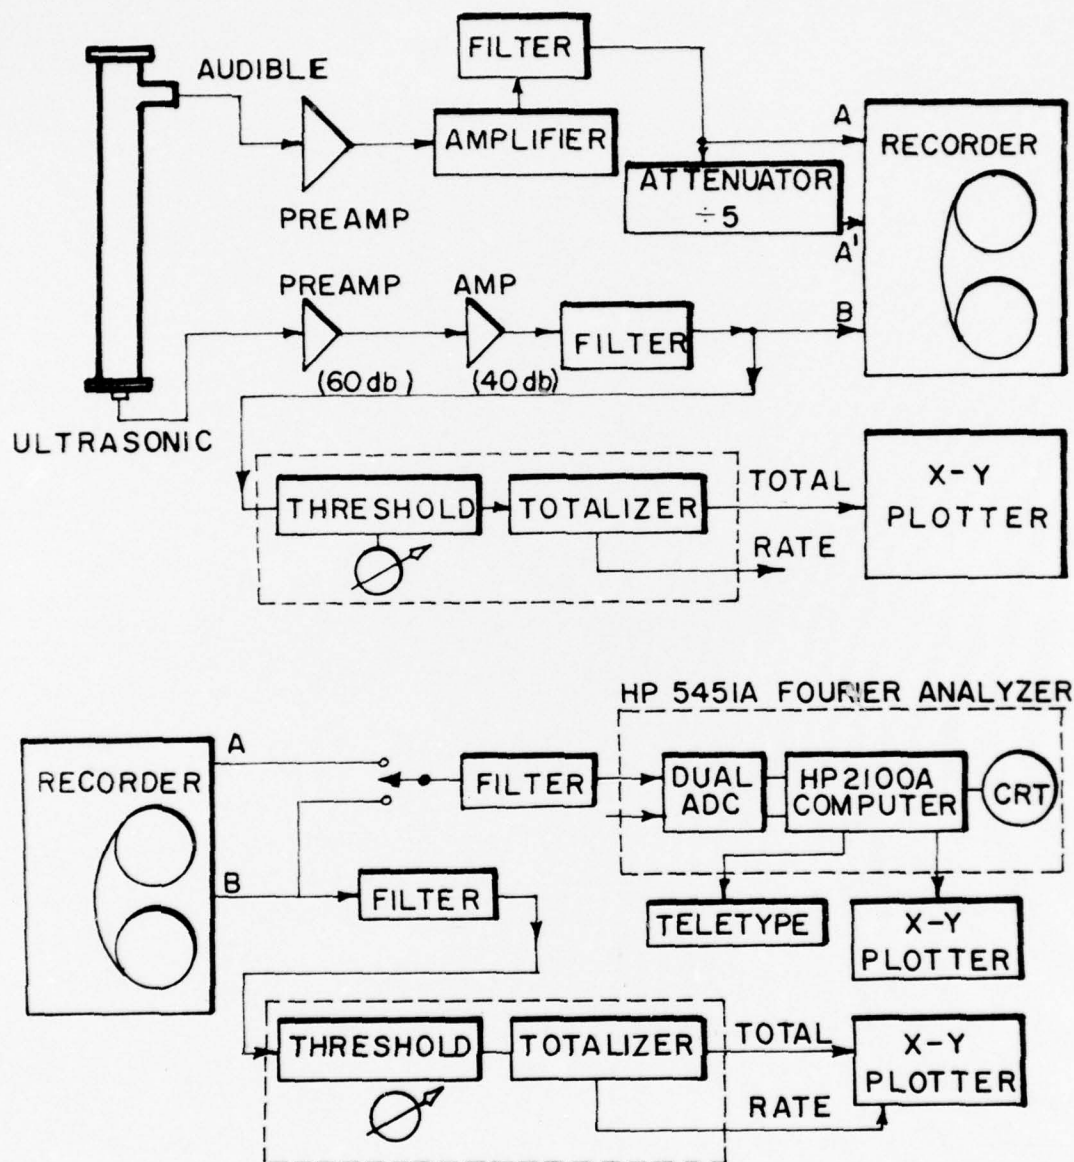 FILTER
AUDIBLE
AMPLIFIER
PREAMP
A
RECORDER
ATTENUATOR
÷5
A'
PREAMP
AMP
B
FILTER
(60db)
(40db)
ULTRASONIC
THRESHOLD
TOTALIZER
TOTAL
RATE
X-Y
PLOTTER
HP 5451A FOURIER ANALYZER
RECORDER
A
FILTER
DUAL
ADC
HP2100A
COMPUTER
CRT
B
FILTER
TELETYPE
X-Y
PLOTTER
THRESHOLD
TOTALIZER
TOTAL
RATE
X-Y
PLOTTER